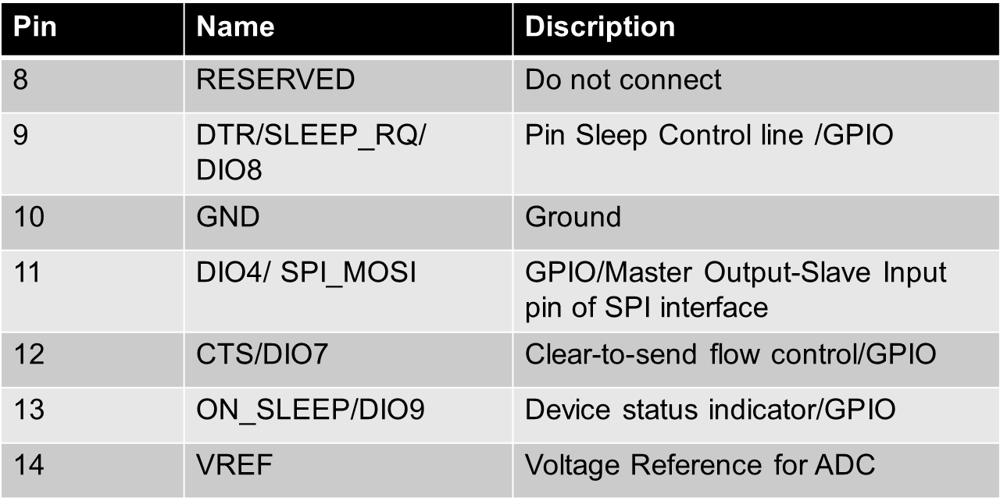 Pin Name Discription
8 RESERVED Do not connect
9 DTR/SLEEP_RQ/ Pin Sleep Control line /GPIO
DIO8
10 GND Ground
11 DIO4/ SPI_MOSI GPIO/Master Output-Slave Input
pin of SPI interface
12 CTS/DIO7 Clear-to-send flow control/GPIO
13 ON_SLEEP/DIO9 Device status indicator/GPIO
14 VREF Voltage Reference for ADC